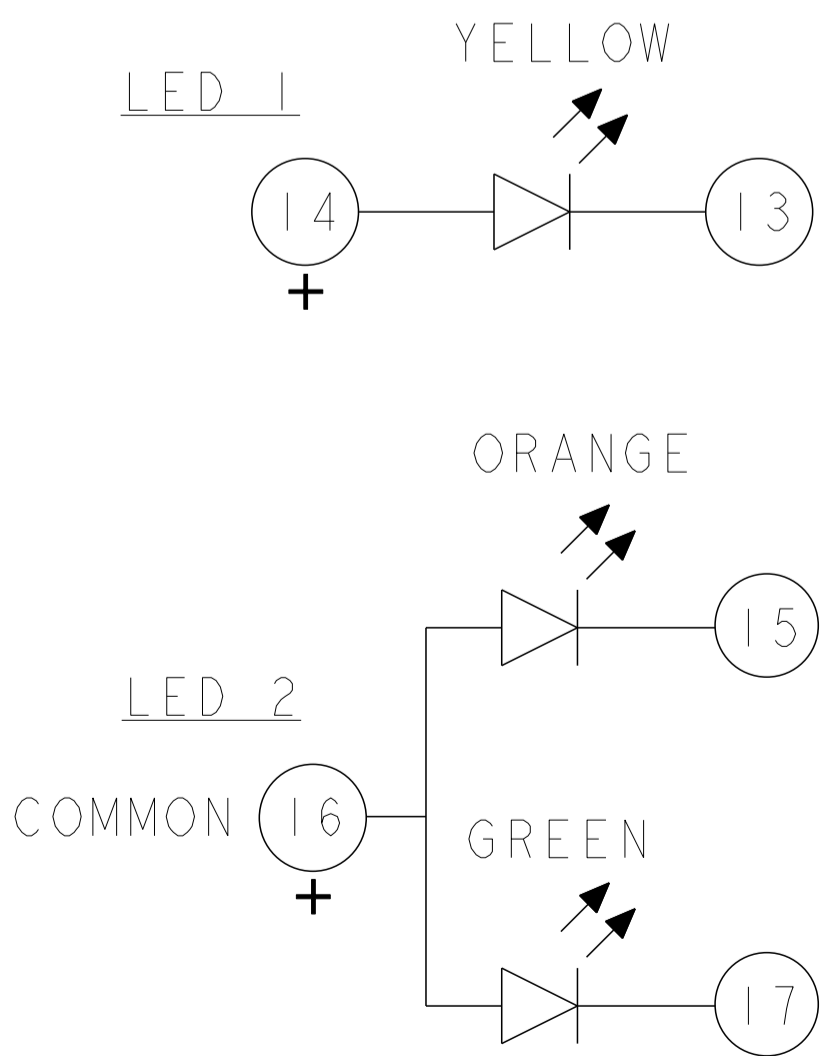 YELLOW
LED 1
14
13
+
ORANGE
15
LED 2
COMMON 16
GREEN
+
17